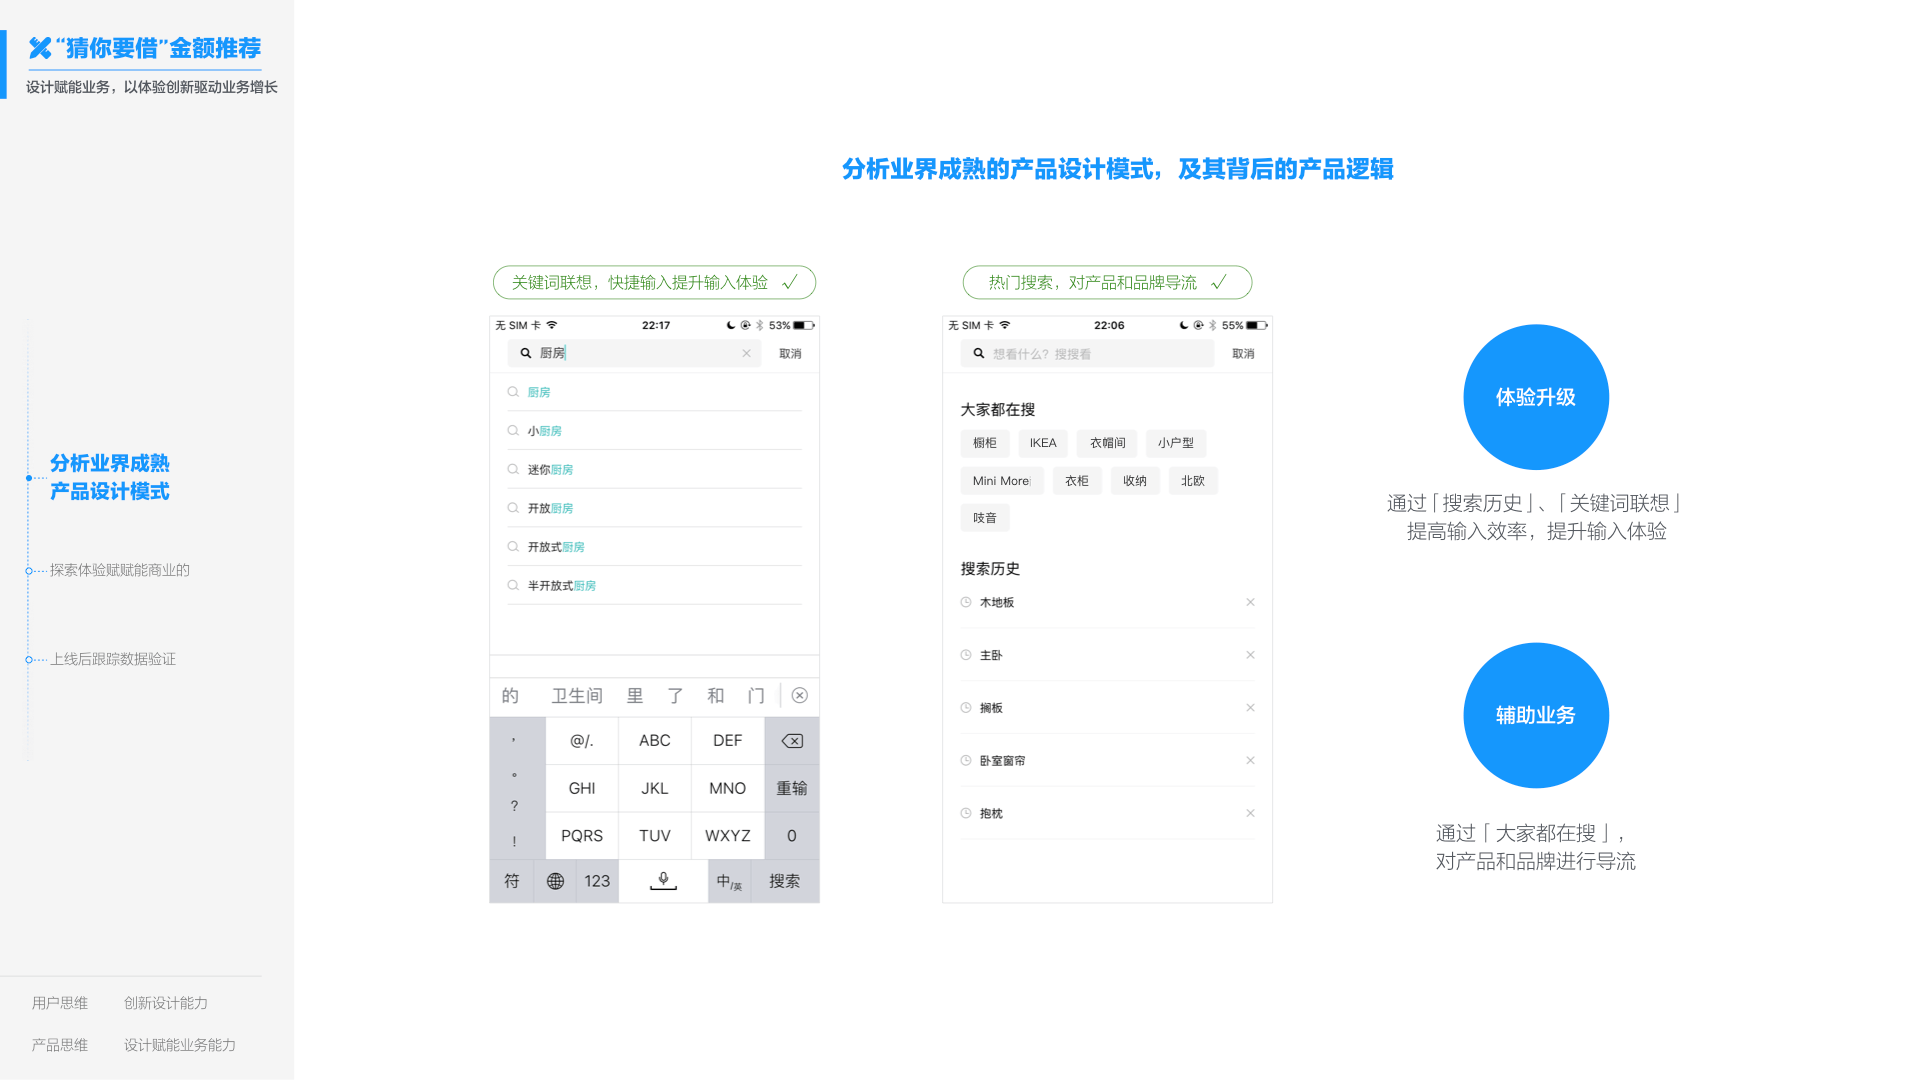 “猜你要借”金额推荐
设计赋能业务，以体验创新驱动业务增长
分析业界成熟
产品设计模式
探索体验赋赋能商业的
上线后跟踪数据验证
用户思维 创新设计能力
产品思维 设计赋能业务能力
分析业界成熟的产品设计模式，及其背后的产品逻辑
关键词联想，快捷输入提升输入体验 ✓
无 SIM 卡 22:17 53%
厨房 取消
厨房
小厨房
迷你厨房
开放厨房
开放式厨房
半开放式厨房
的 卫生间 里 了 和 门
， @/. ABC DEF
。
GHI JKL MNO 重输
？
！ PQRS TUV WXYZ 0
符 123 中/英 搜索
热门搜索，对产品和品牌导流 ✓
无 SIM 卡 22:06 55%
想看什么？搜搜看 取消
大家都在搜
橱柜 IKEA 衣帽间 小户型
Mini More 衣柜 收纳 北欧
吱音
搜索历史
木地板
主卧
搁板
卧室窗帘
抱枕
体验升级
通过「搜索历史」、「关键词联想」
提高输入效率，提升输入体验
辅助业务
通过「大家都在搜」，
对产品和品牌进行导流